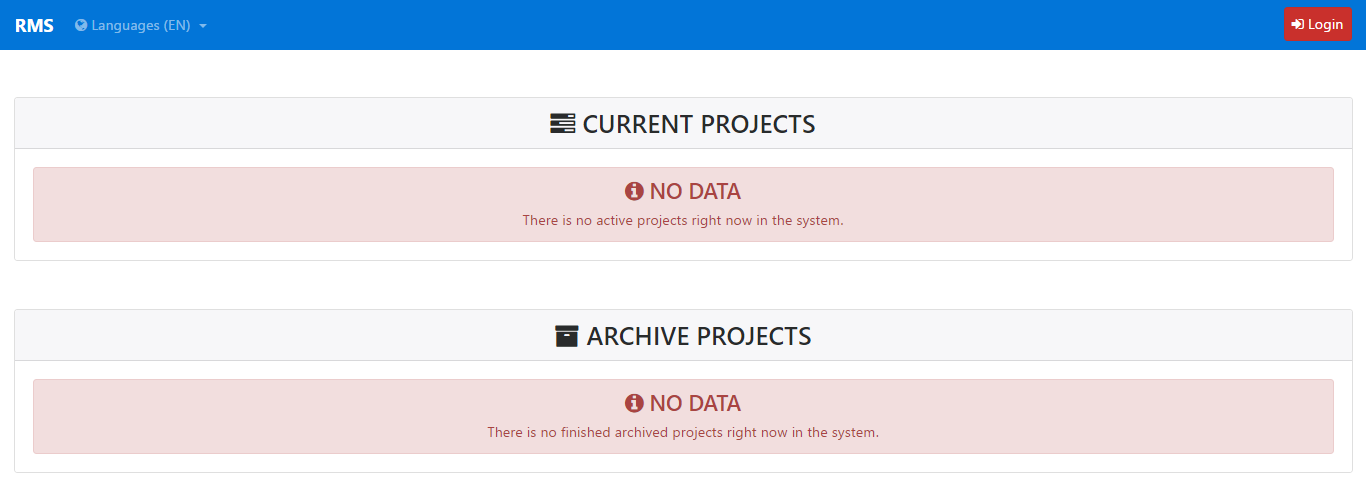 RMS Languages (EN) Login
CURRENT PROJECTS
NO DATA
There is no active projects right now in the system.
ARCHIVE PROJECTS
NO DATA
There is no finished archived projects right now in the system.